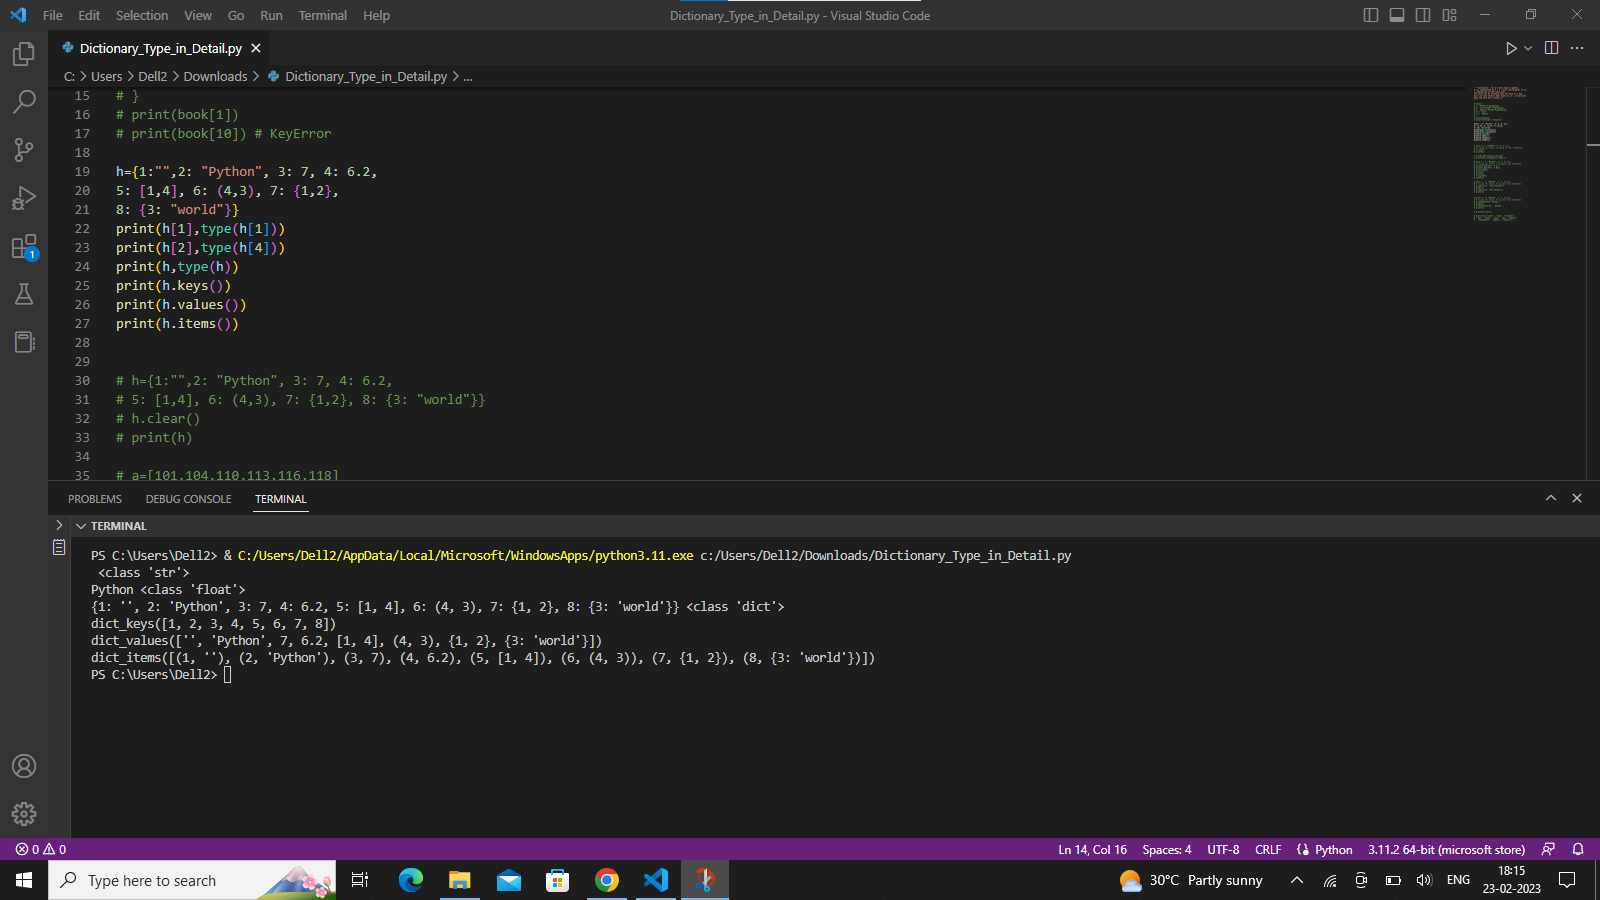 File Edit Selection View Go Run Terminal Help
Dictionary_Type_in_Detail.py - Visual Studio Code
Dictionary_Type_in_Detail.py
C: > Users > Dell2 > Downloads > Dictionary_Type_in_Detail.py > ...
15 # }
16 # print(book[1])
17 # print(book[10]) # KeyError
18
19 h={1:"",2: "Python", 3: 7, 4: 6.2,
20 5: [1,4], 6: (4,3), 7: {1,2},
21 8: {3: "world"}}
22 print(h[1],type(h[1]))
23 print(h[2],type(h[4]))
24 print(h,type(h))
25 print(h.keys())
26 print(h.values())
27 print(h.items())
28
29
30 # h={1:"",2: "Python", 3: 7, 4: 6.2,
31 # 5: [1,4], 6: (4,3), 7: {1,2}, 8: {3: "world"}}
32 # h.clear()
33 # print(h)
34
35 # a=[101,104,110,113,116,118]
1
PROBLEMS DEBUG CONSOLE TERMINAL
TERMINAL
PS C:\Users\Dell2> & C:/Users/Dell2/AppData/Local/Microsoft/WindowsApps/python3.11.exe c:/Users/Dell2/Downloads/Dictionary_Type_in_Detail.py
 <class 'str'>
Python <class 'float'>
{1: '', 2: 'Python', 3: 7, 4: 6.2, 5: [1, 4], 6: (4, 3), 7: {1, 2}, 8: {3: 'world'}} <class 'dict'>
dict_keys([1, 2, 3, 4, 5, 6, 7, 8])
dict_values(['', 'Python', 7, 6.2, [1, 4], (4, 3), {1, 2}, {3: 'world'}])
dict_items([(1, ''), (2, 'Python'), (3, 7), (4, 6.2), (5, [1, 4]), (6, (4, 3)), (7, {1, 2}), (8, {3: 'world'})])
PS C:\Users\Dell2>
0 0 Ln 14, Col 16 Spaces: 4 UTF-8 CRLF Python 3.11.2 64-bit (microsoft store)
Type here to search
30°C Partly sunny ENG
18:15
23-02-2023